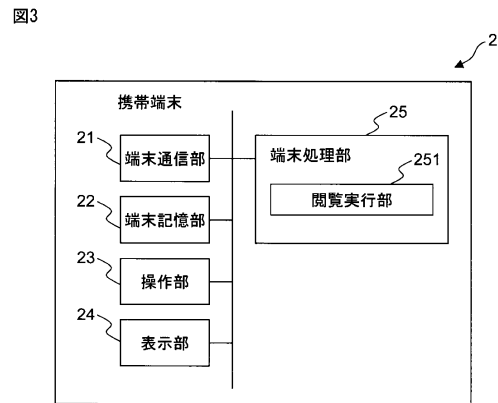 図3
2
携帯端末
21
端末通信部
22
端末記憶部
23
操作部
24
表示部
25
端末処理部
251
閲覧実行部